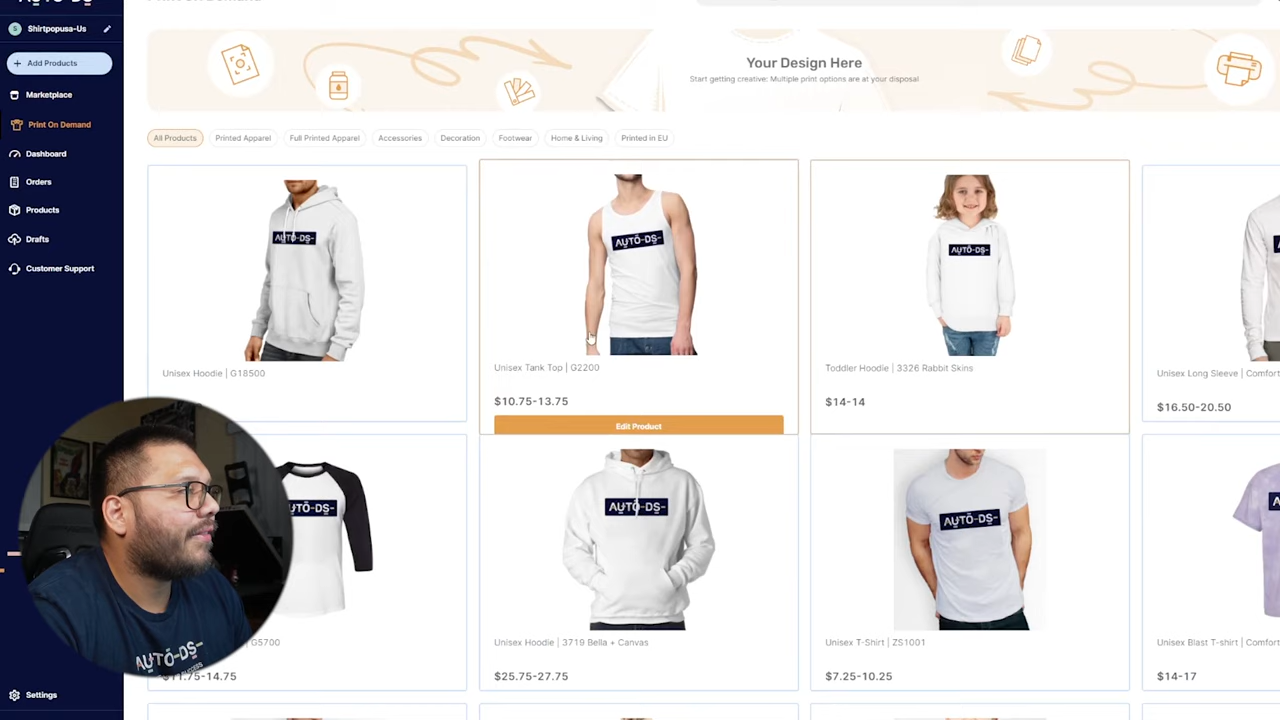 Shirtpopusa-Us
+ Add Products
Marketplace
Print On Demand
Dashboard
Orders
Products
Drafts
Customer Support
Settings
Your Design Here
Start getting creative: Multiple print options are at your disposal
All Products
Printed Apparel
Full Printed Apparel
Accessories
Decoration
Footwear
Home & Living
Printed in EU
AUTO-DS-
Unisex Hoodie | G18500
AUTO-DS-
Unisex Tank Top | G2200
$10.75-13.75
Edit Product
AUTO-DS-
Toddler Hoodie | 3326 Rabbit Skins
$14-14
Unisex Long Sleeve | Comfort
$16.50-20.50
AUTO-DS-
G5700
$11.75-14.75
AUTO-DS-
Unisex Hoodie | 3719 Bella + Canvas
$25.75-27.75
AUTO-DS-
Unisex T-Shirt | ZS1001
$7.25-10.25
Unisex Blast T-shirt | Comfort
$14-17
AUTO-DS-